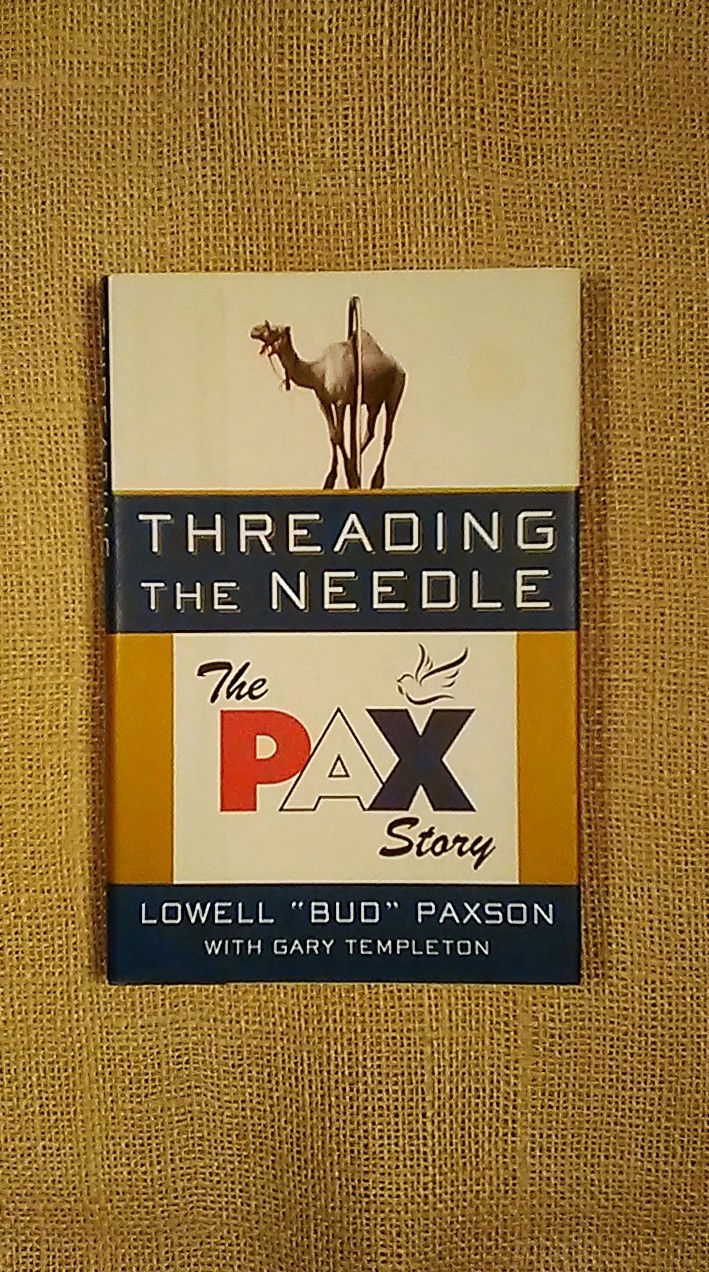 THREADING
THE NEEDLE
The
PAX
Story
LOWELL "BUD" PAXSON
WITH GARY TEMPLETON